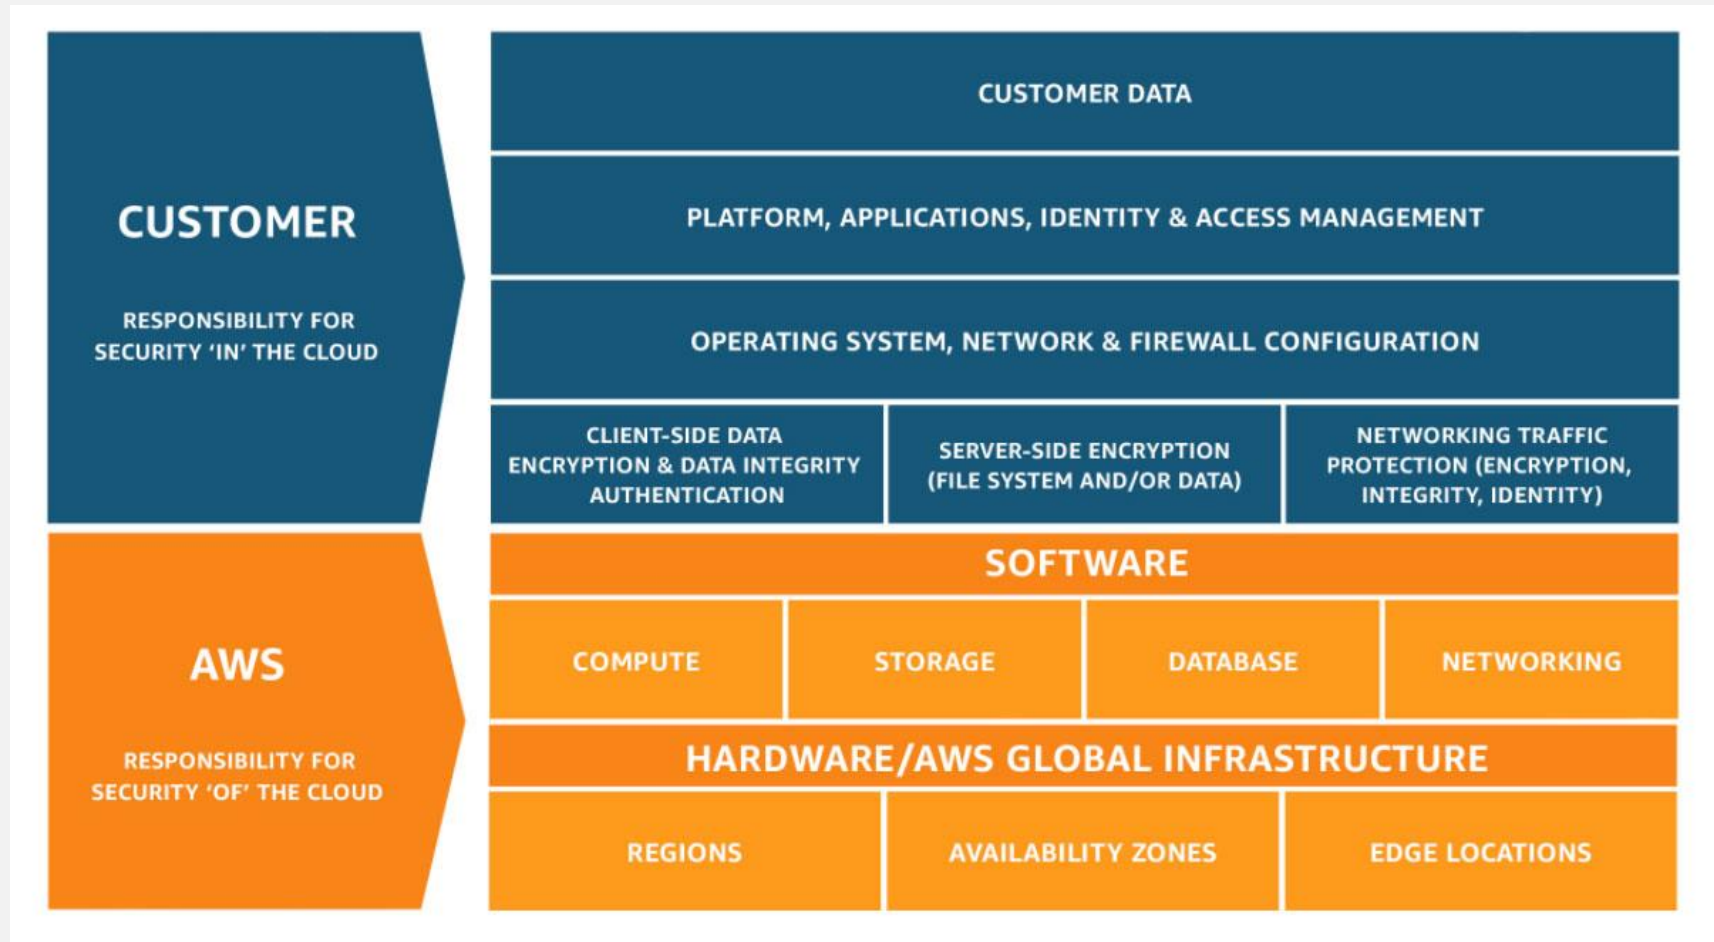 CUSTOMER
RESPONSIBILITY FOR
SECURITY ‘IN’ THE CLOUD
CUSTOMER DATA
PLATFORM, APPLICATIONS, IDENTITY & ACCESS MANAGEMENT
OPERATING SYSTEM, NETWORK & FIREWALL CONFIGURATION
CLIENT-SIDE DATA
ENCRYPTION & DATA INTEGRITY
AUTHENTICATION
SERVER-SIDE ENCRYPTION
(FILE SYSTEM AND/OR DATA)
NETWORKING TRAFFIC
PROTECTION (ENCRYPTION,
INTEGRITY, IDENTITY)
AWS
RESPONSIBILITY FOR
SECURITY ‘OF’ THE CLOUD
SOFTWARE
COMPUTE
STORAGE
DATABASE
NETWORKING
HARDWARE/AWS GLOBAL INFRASTRUCTURE
REGIONS
AVAILABILITY ZONES
EDGE LOCATIONS